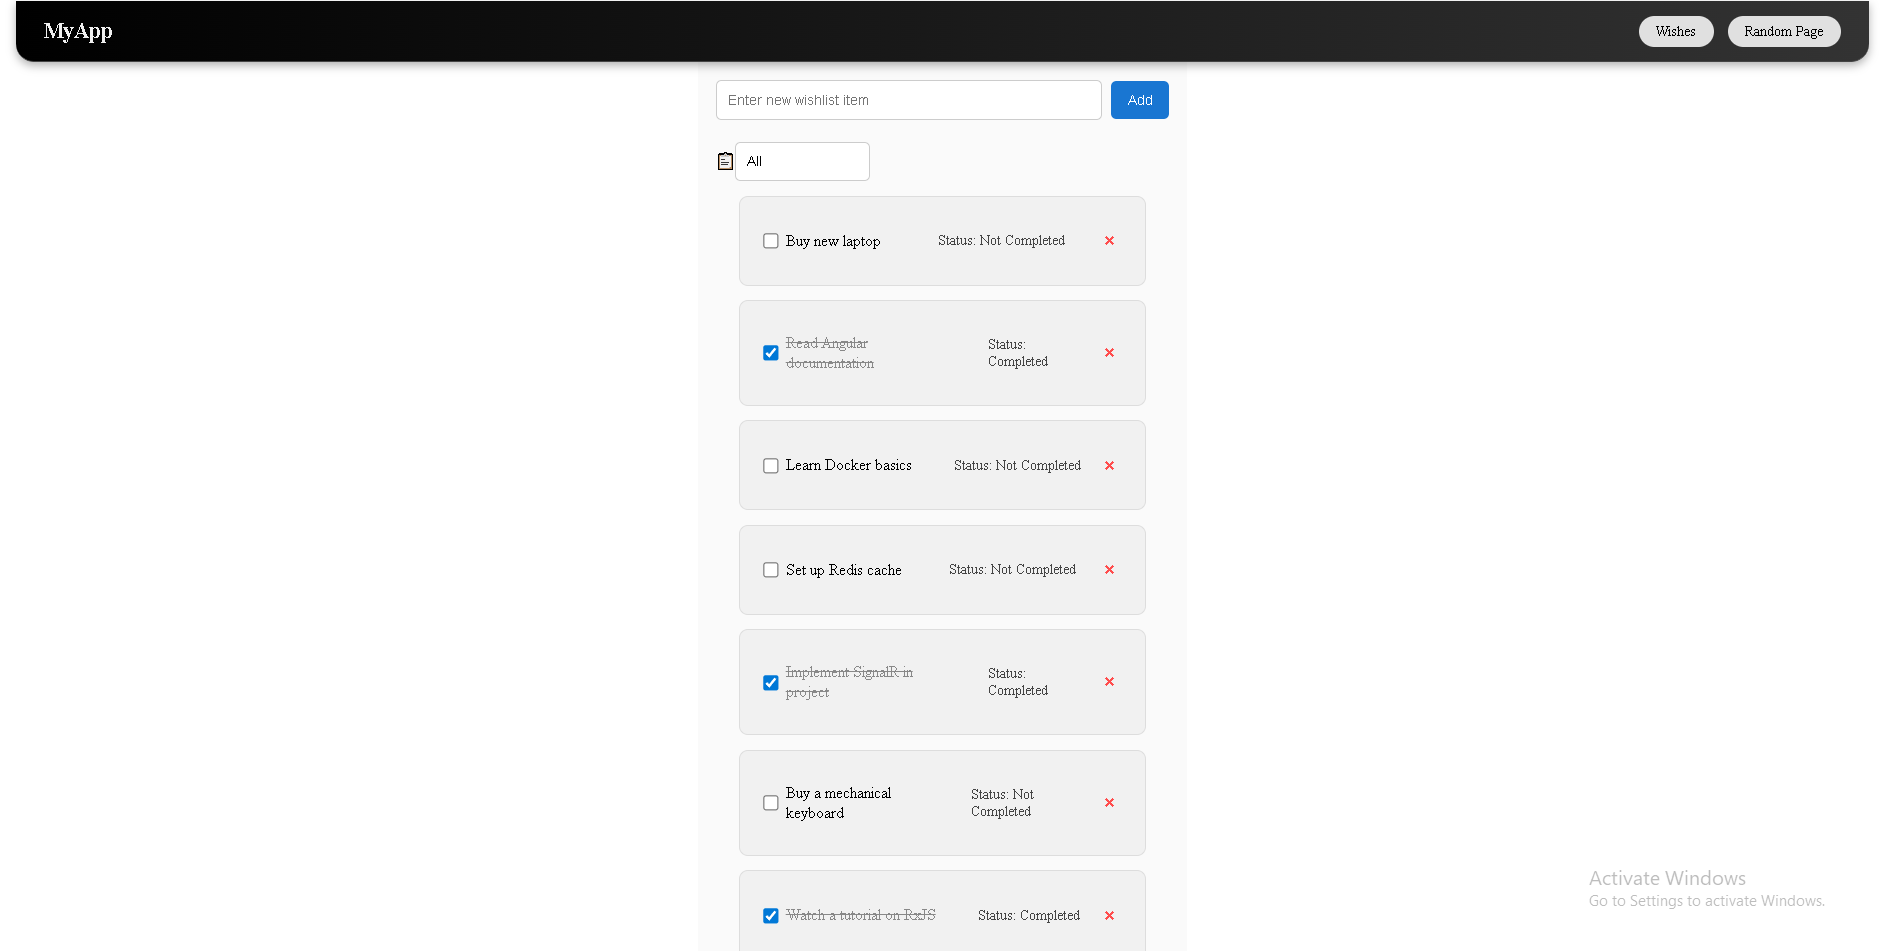 MyApp
Wishes
Random Page
Enter new wishlist item
Add
All
Buy new laptop
Status: Not Completed
Read Angular
documentation
Status:
Completed
Learn Docker basics
Status: Not Completed
Set up Redis cache
Status: Not Completed
Implement SignalR in
project
Status:
Completed
Buy a mechanical
keyboard
Status: Not
Completed
Watch a tutorial on RxJS
Status: Completed
Activate Windows
Go to Settings to activate Windows.